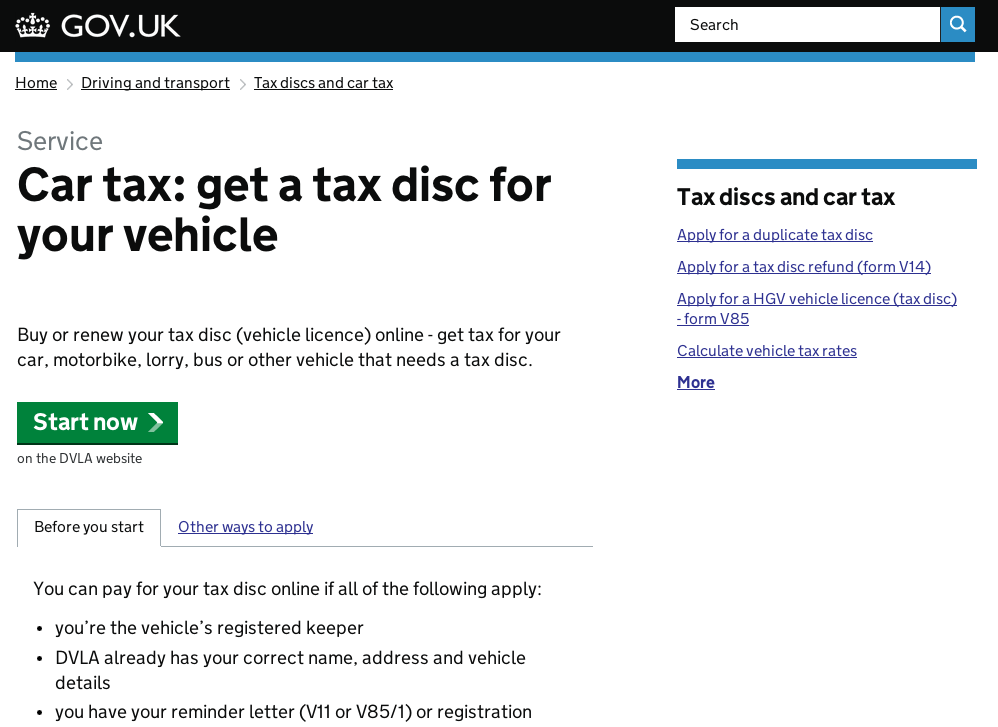 GOV.UK
Search
Home Driving and transport Tax discs and car tax
Service
Car tax: get a tax disc for
your vehicle
Buy or renew your tax disc (vehicle licence) online - get tax for your
car, motorbike, lorry, bus or other vehicle that needs a tax disc.
Start now
on the DVLA website
Before you start Other ways to apply
You can pay for your tax disc online if all of the following apply:
• you’re the vehicle’s registered keeper
• DVLA already has your correct name, address and vehicle
details
• you have your reminder letter (V11 or V85/1) or registration
Tax discs and car tax
Apply for a duplicate tax disc
Apply for a tax disc refund (form V14)
Apply for a HGV vehicle licence (tax disc)
- form V85
Calculate vehicle tax rates
More